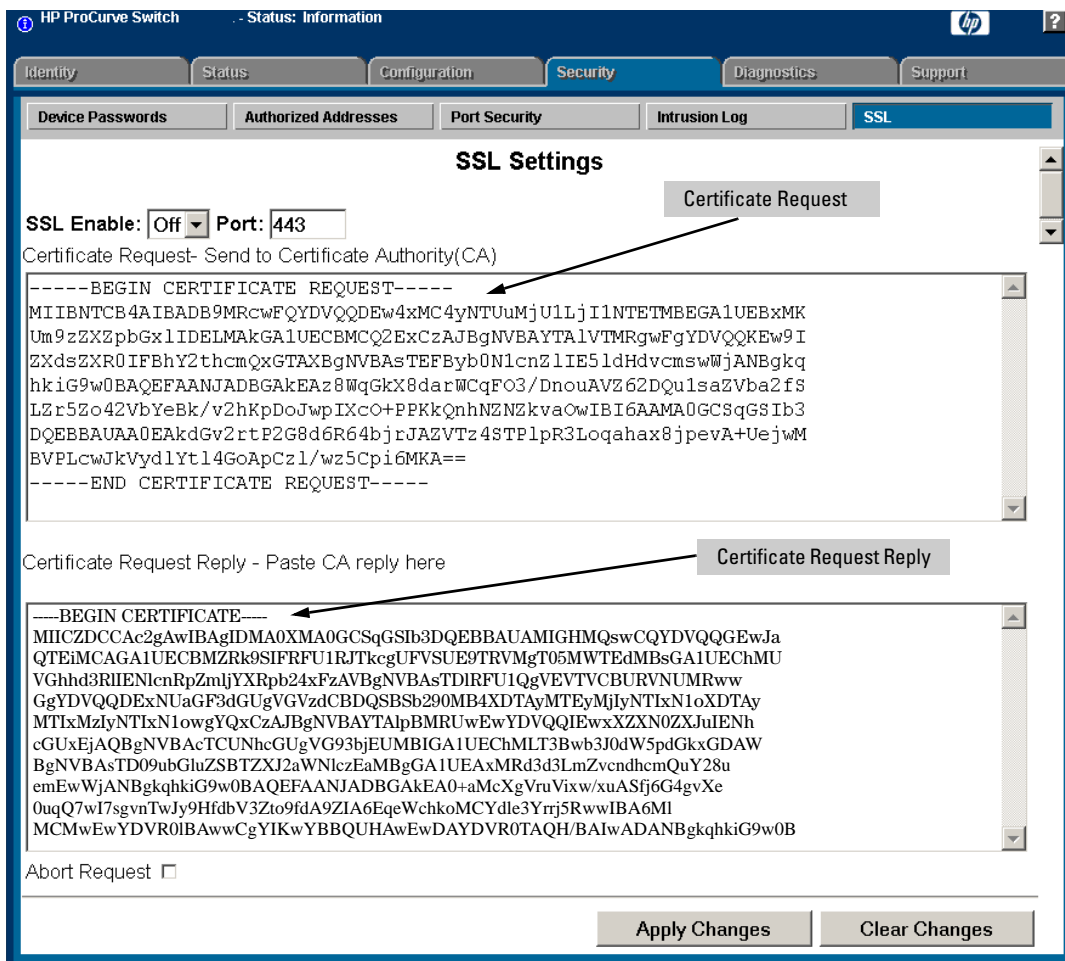 HP ProCurve Switch . - Status: Information
hp
?
Identity Status Configuration Security Diagnostics Support
Device Passwords Authorized Addresses Port Security Intrusion Log SSL
SSL Settings
Certificate Request
SSL Enable: Off Port: 443
Certificate Request- Send to Certificate Authority(CA)
-----BEGIN CERTIFICATE REQUEST-----
MIIBNTCB4AIBADB9MRcwFQYDVQQDEw4xMC4yNTUuMjU1LjI1NTETMBEGA1UEBxMK
Um9zZXZpbGxlIDELMAkGA1UECBMCQ2ExCzAJBgNVBAYTAlVTMRgwFgYDVQQKEw9I
ZXdsZXR0IFBhY2thcmQxGTAXBgNVBAsTEFByb0N1cnZlIE5ldHdvcmswWjANBgkq
hkiG9w0BAQEFAANJADBGAkEAz8WqGkX8darWCqFO3/DnouAVZ62DQu1saZVba2fS
LZr5Zo42VbYeBk/v2hKpDoJwpIXcO+PPKkQnhNZNZkvaOwIBI6AAMA0GCSqGSIb3
DQEBBAUAA0EAkdGv2rtP2G8d6R64bjrJAZVTz4STPlpR3Loqahax8jpevA+UejwM
BVPLcwJkVydlYtl4GoApCzl/wz5Cpi6MKA==
-----END CERTIFICATE REQUEST-----
Certificate Request Reply - Paste CA reply here
Certificate Request Reply
-----BEGIN CERTIFICATE-----
MIICZDCCAc2gAwIBAgIDMA0XMA0GCSqGSIb3DQEBBAUAMIGHMQswCQYDVQQGEwJa
QTEiMCAGA1UECBMZRk9SIFRFU1RJTkcgUFVSUE9TRVMgT05MWTEdMBsGA1UEChMU
VGhhd3RlIENlcnRpZmljYXRpb24xFzAVBgNVBAsTDlRFU1QgVEVTVCBURVNUMRww
GgYDVQQDExNUaGF3dGUgVGVzdCBDQSBSb290MB4XDTAyMTEyMjIyNTIxN1oXDTAy
MTIxMzIyNTIxN1owgYQxCzAJBgNVBAYTAlpBMRUwEwYDVQQIEwxXZXN0ZXJuIENh
cGUxEjAQBgNVBAcTCUNhcGUgVG93bjEUMBIGA1UEChMLT3Bwb3J0dW5pdGkxGDAW
BgNVBAsTD09ubGluZSBTZXJ2aWNlczEaMBgGA1UEAxMRd3d3LmZvcndhcmQuY28u
emEwWjANBgkqhkiG9w0BAQEFAANJADBGAkEA0+aMcXgVruVixw/xuASfj6G4gvXe
0uqQ7wI7sgvnTwJy9HfdbV3Zto9fdA9ZIA6EqeWchkoMCYdle3Yrrj5RwwIBA6Ml
MCMwEwYDVR0lBAwwCgYIKwYBBQUHAwEwDAYDVR0TAQH/BAIwADANBgkqhkiG9w0B
Abort Request
Apply Changes Clear Changes